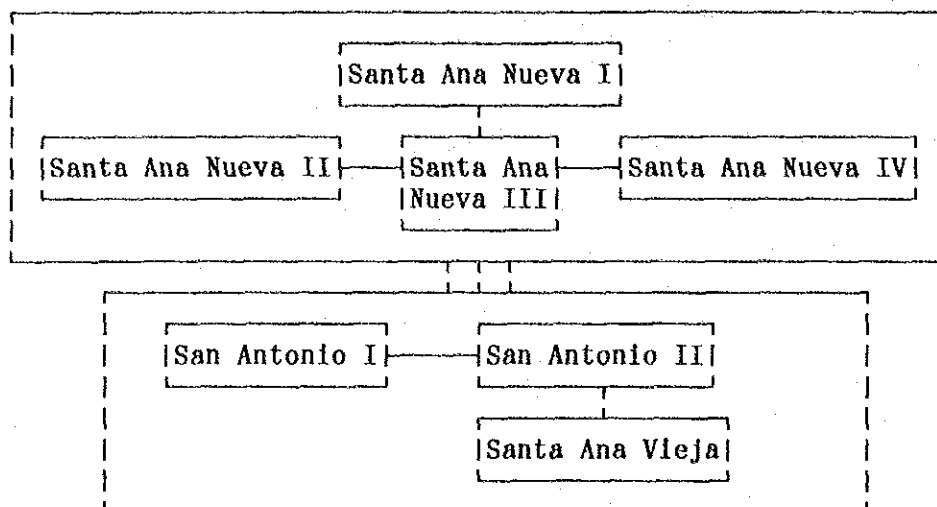 Santa Ana Nueva I
Santa Ana Nueva II
Santa Ana
Nueva III
Santa Ana Nueva IV
San Antonio I
San Antonio II
Santa Ana Vieja